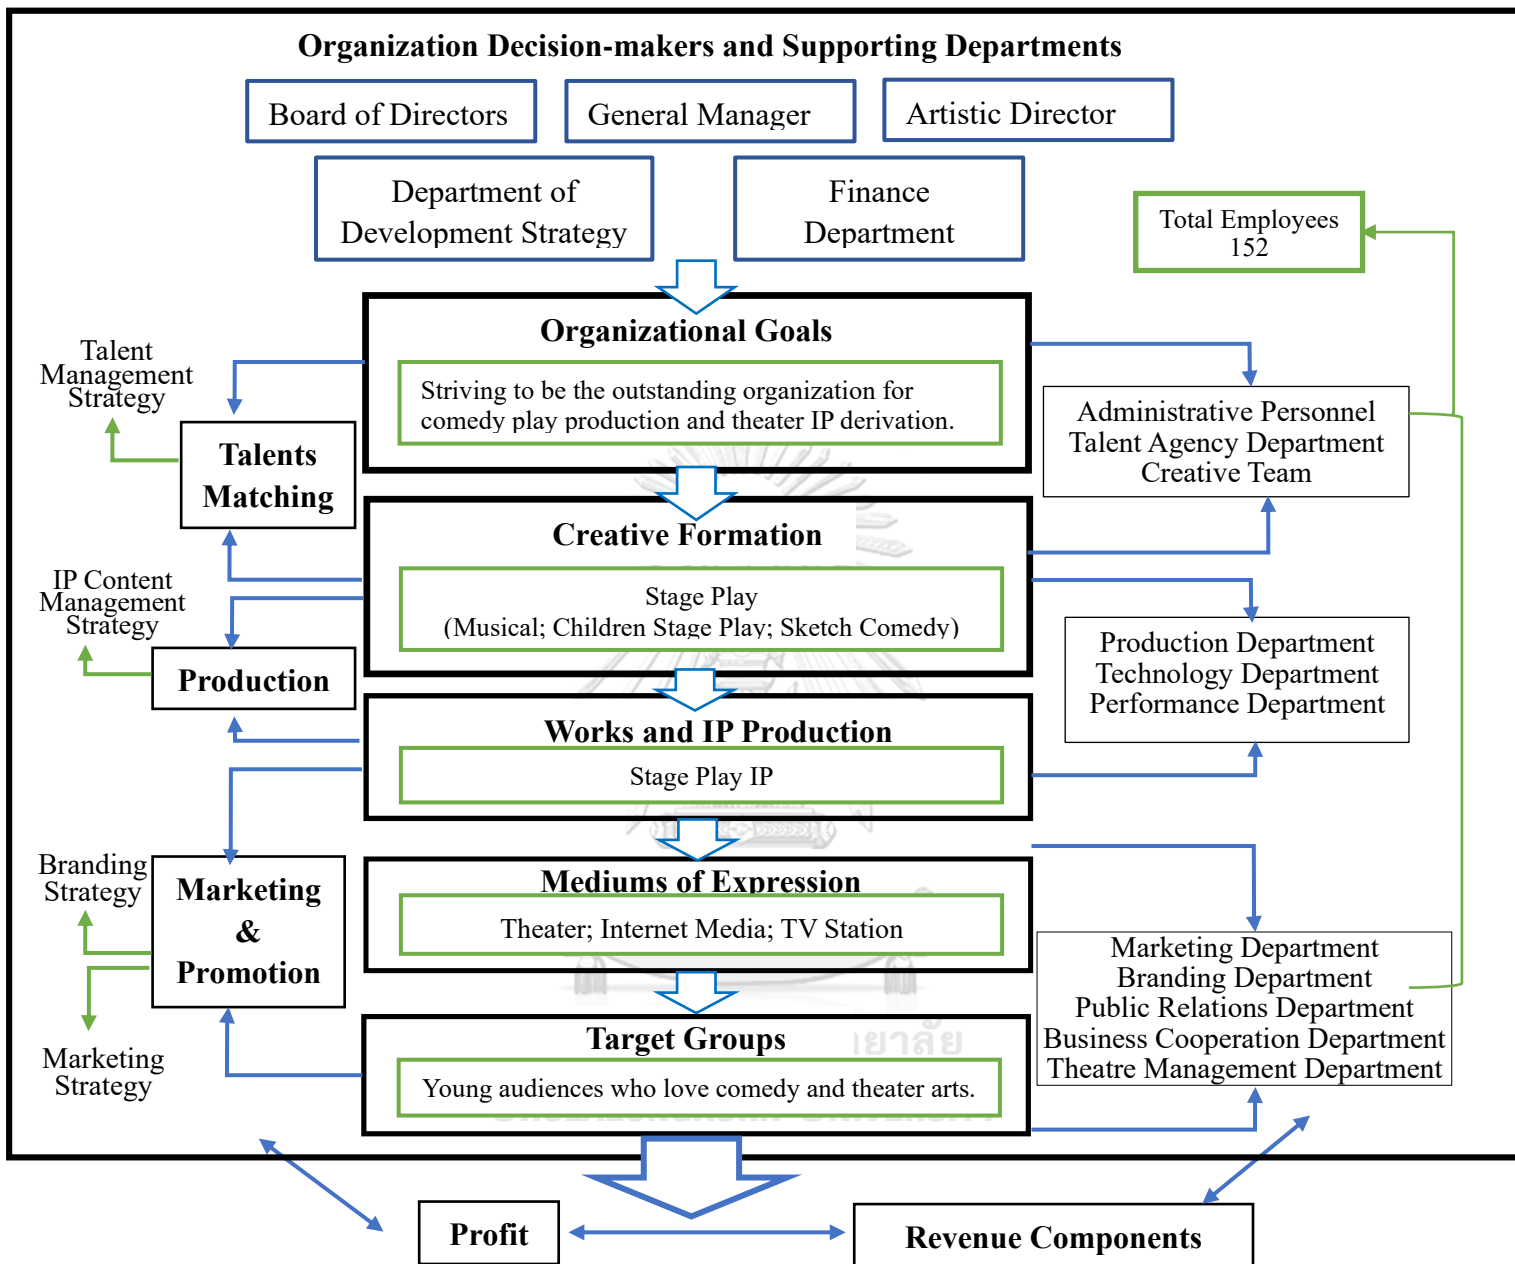 Organization Decision-makers and Supporting Departments
Board of Directors
General Manager
Artistic Director
Department of
Development Strategy
Finance
Department
Total Employees
152
Organizational Goals
Striving to be the outstanding organization for
comedy play production and theater IP derivation.
Talent
Management
Strategy
Talents
Matching
Administrative Personnel
Talent Agency Department
Creative Team
Creative Formation
Stage Play
(Musical; Children Stage Play; Sketch Comedy)
IP Content
Management
Strategy
Production
Production Department
Technology Department
Performance Department
Works and IP Production
Stage Play IP
Branding
Strategy
Marketing
&
Promotion
Marketing
Strategy
Mediums of Expression
Theater; Internet Media; TV Station
Marketing Department
Branding Department
Public Relations Department
Business Cooperation Department
Theatre Management Department
Target Groups
ยาลัย
Young audiences who love comedy and theater arts.
Profit
Revenue Components